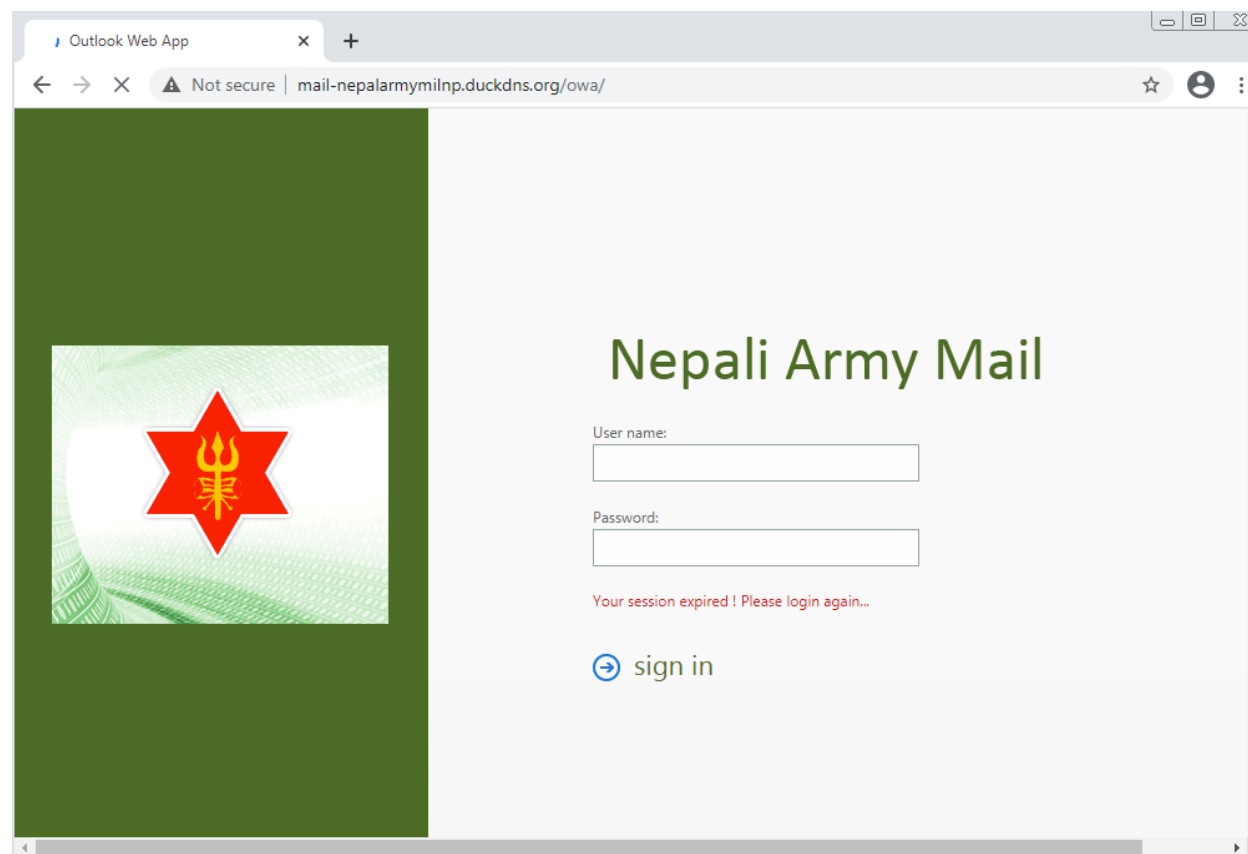 Outlook Web App
Not secure | mail-nepalarmymilnp.duckdns.org/owa/
Nepali Army Mail
User name:
Password:
Your session expired ! Please login again...
sign in